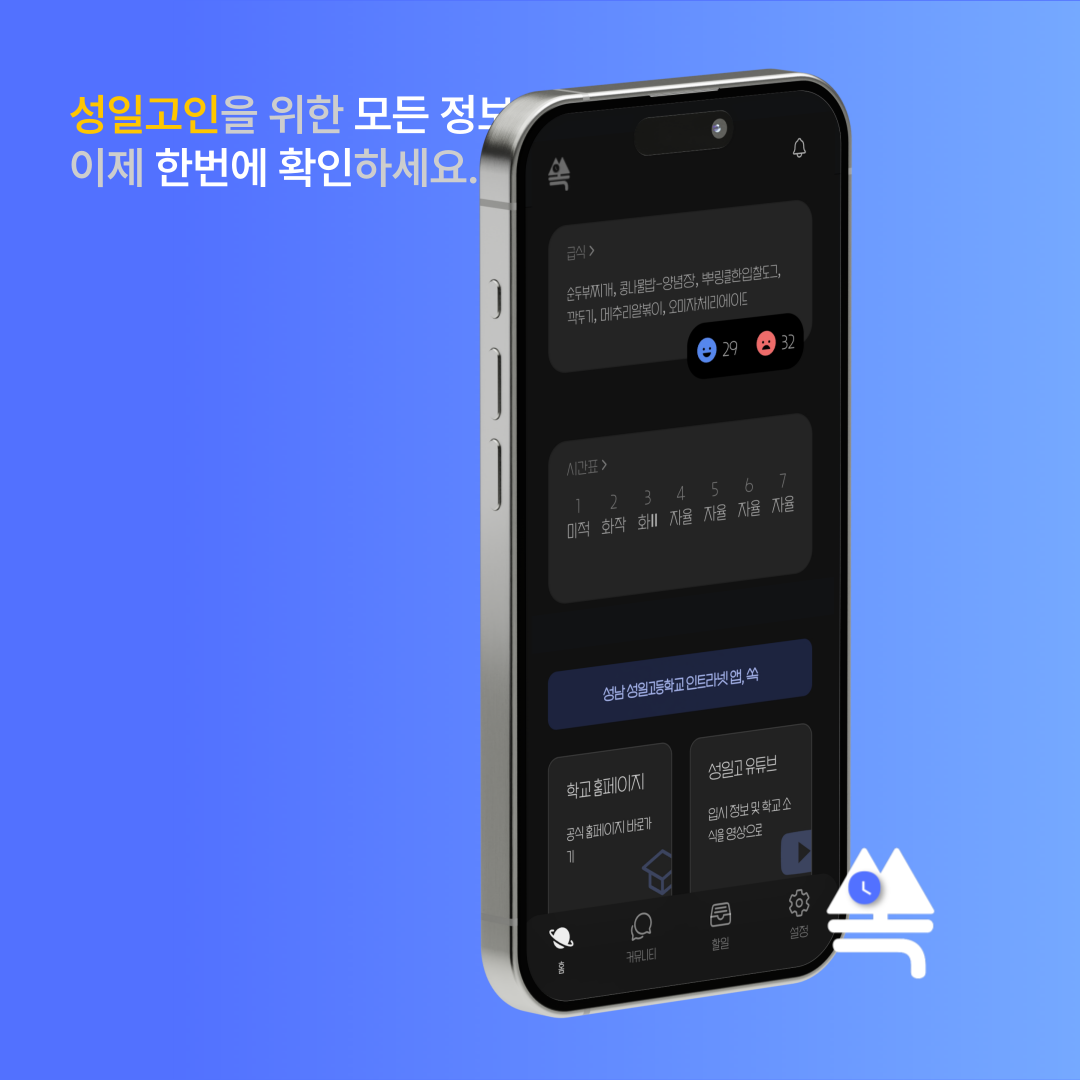 성일고인을 위한 모든 정보
이제 한번에 확인하세요.
쏙
급식 >
순두부찌개, 콩나물밥-양념장, 뿌링클한입찰도그,
깍두기, 메추리알볶이, 오미자체리에이드
29 32
시간표 >
1 2 3 4 5 6 7
미적 화작 화II 자율 자율 자율 자율
성남 성일고등학교 인트라넷 앱, 쏙
학교 홈페이지
공식 홈페이지 바로가
기
성일고 유튜브
입시 정보 및 학교 소
식을 영상으로
홈 커뮤니티 할일 설정
쏙